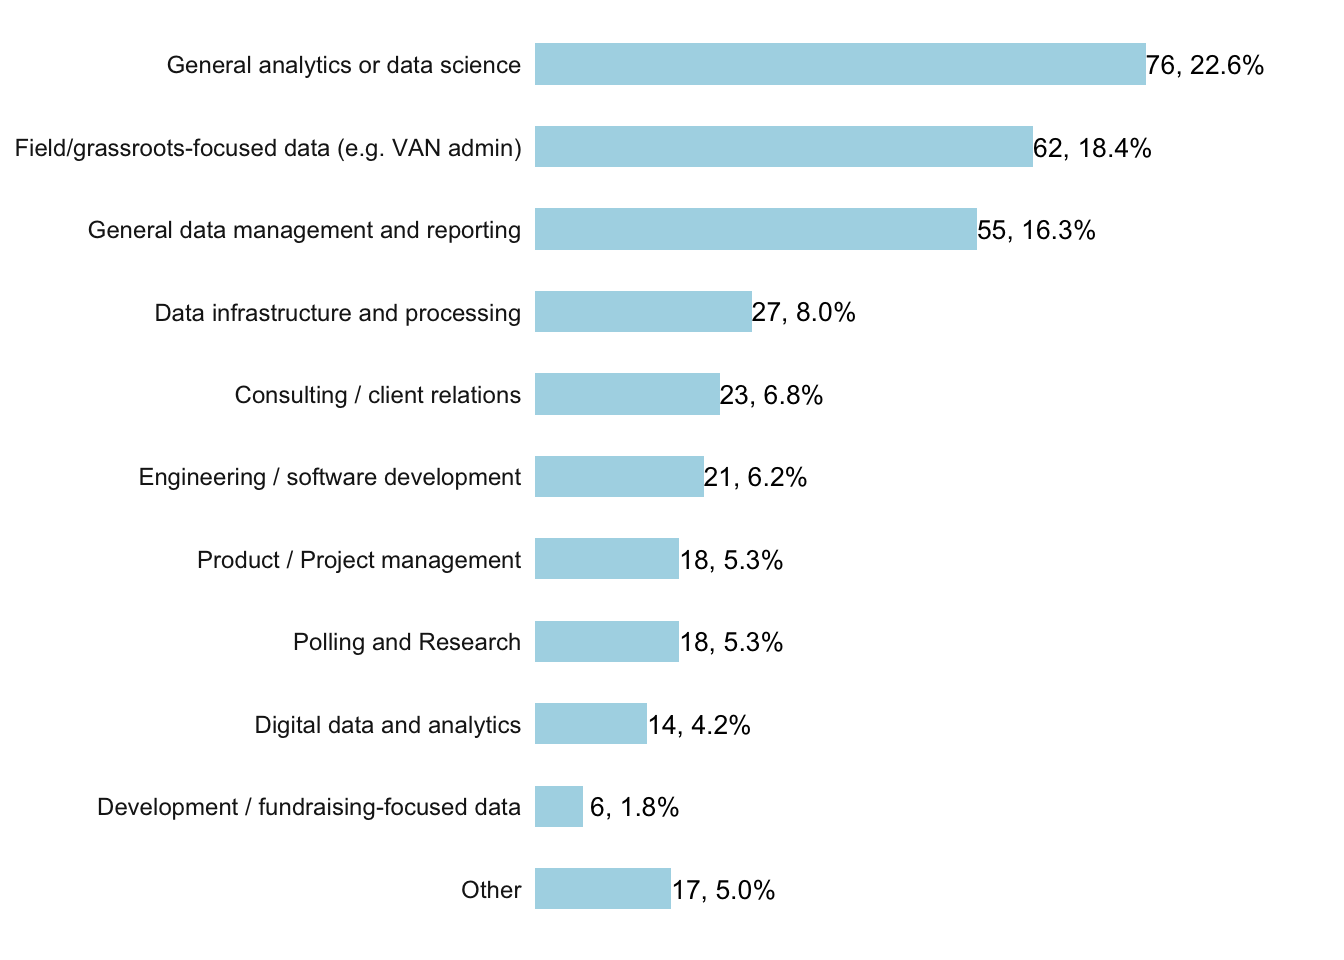 General analytics or data science 76, 22.6%
Field/grassroots-focused data (e.g. VAN admin) 62, 18.4%
General data management and reporting 55, 16.3%
Data infrastructure and processing 27, 8.0%
Consulting / client relations 23, 6.8%
Engineering / software development 21, 6.2%
Product / Project management 18, 5.3%
Polling and Research 18, 5.3%
Digital data and analytics 14, 4.2%
Development / fundraising-focused data 6, 1.8%
Other 17, 5.0%